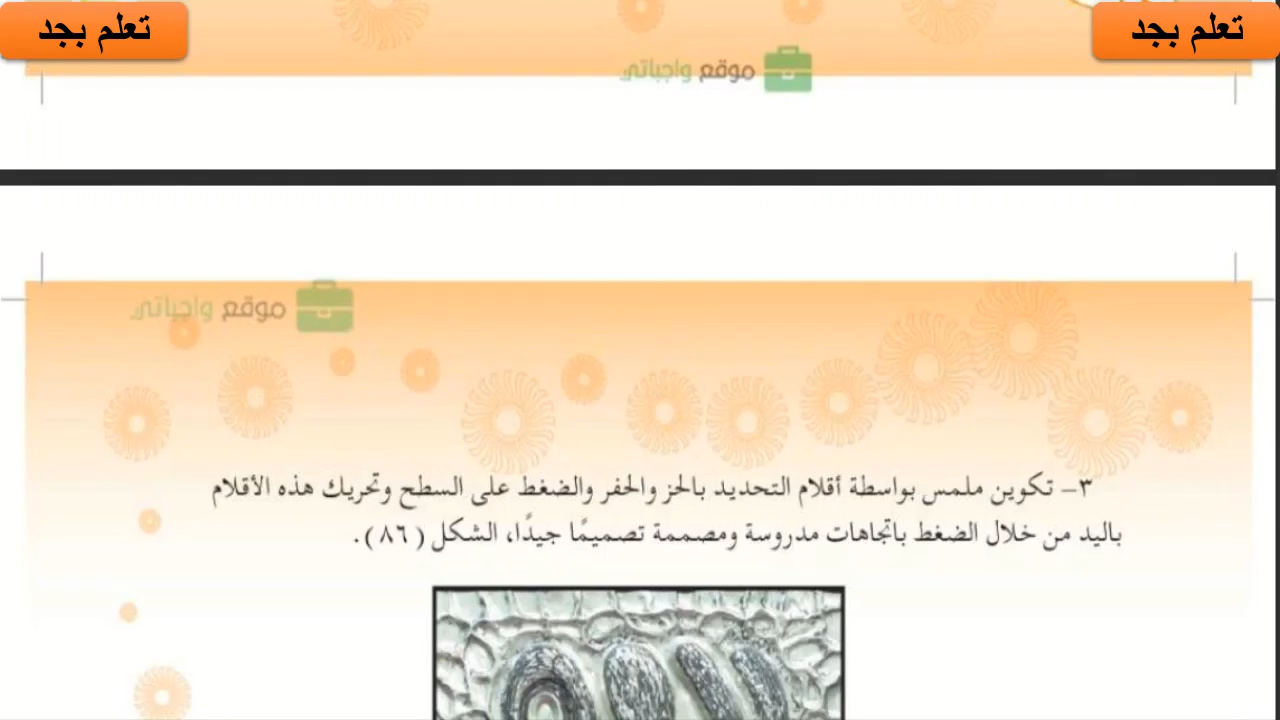 تعلم بجد
تعلم بجد
موقع واجباتي
موقع واجباتي
٣- تكوين ملمس بواسطة أقلام التحديد بالحز والحفر والضغط على السطح وتحريك هذه الأقلام
باليد من خلال الضغط باتجاهات مدروسة ومصممة تصميمًا جيدًا، الشكل (٨٦).